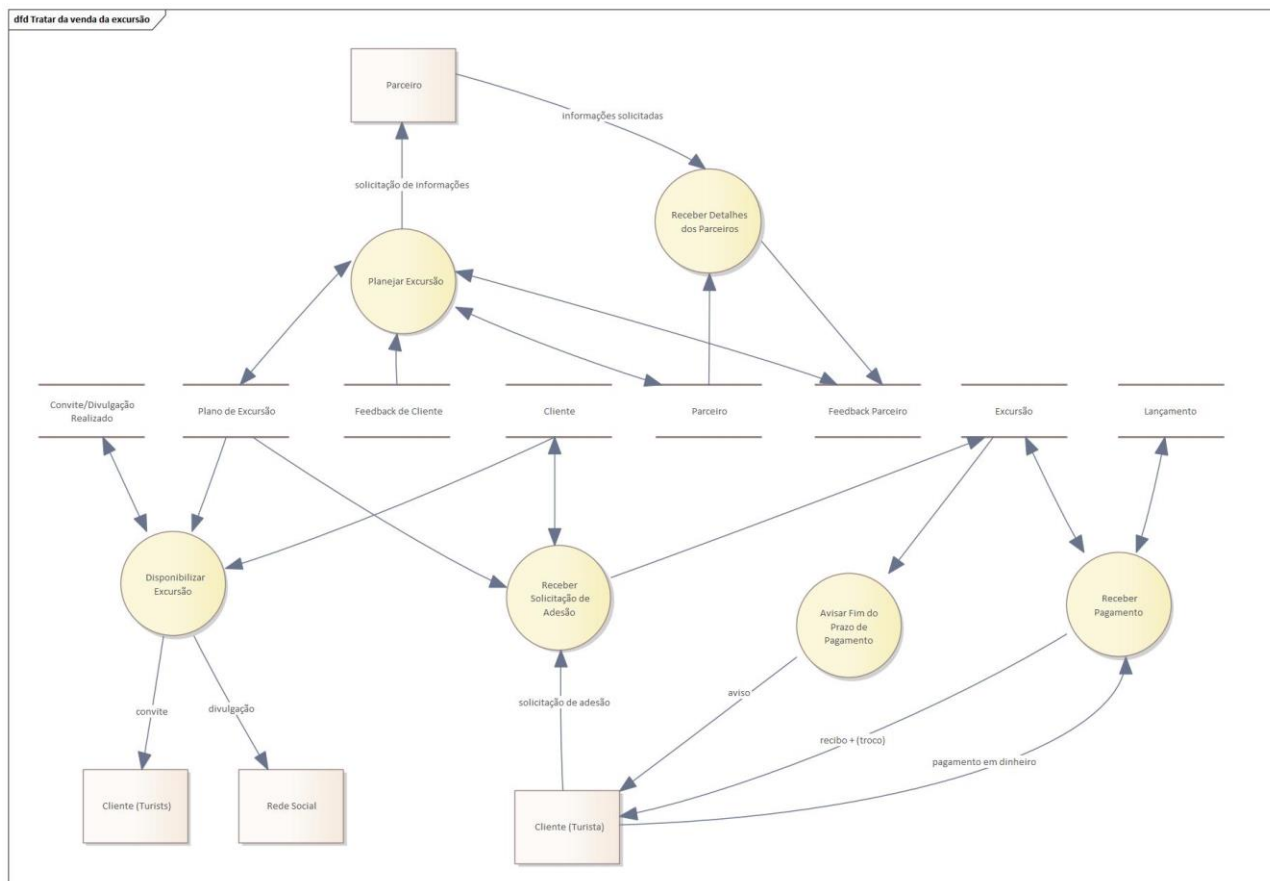 dfd Tratar da venda da excursão
Parceiro
informações solicitadas
solicitação de informações
Receber Detalhes
dos Parceiros
Planejar Excursão
Convite/Divulgação
Realizado
Plano de Excursão
Feedback de Cliente
Cliente
Parceiro
Feedback Parceiro
Excursão
Lançamento
Disponibilizar
Excursão
Receber
Solicitação de
Adesão
Avisar Fim do
Prazo de
Pagamento
Receber
Pagamento
convite
divulgação
solicitação de adesão
aviso
recibo + (troco)
pagamento em dinheiro
Cliente (Turists)
Rede Social
Cliente (Turista)